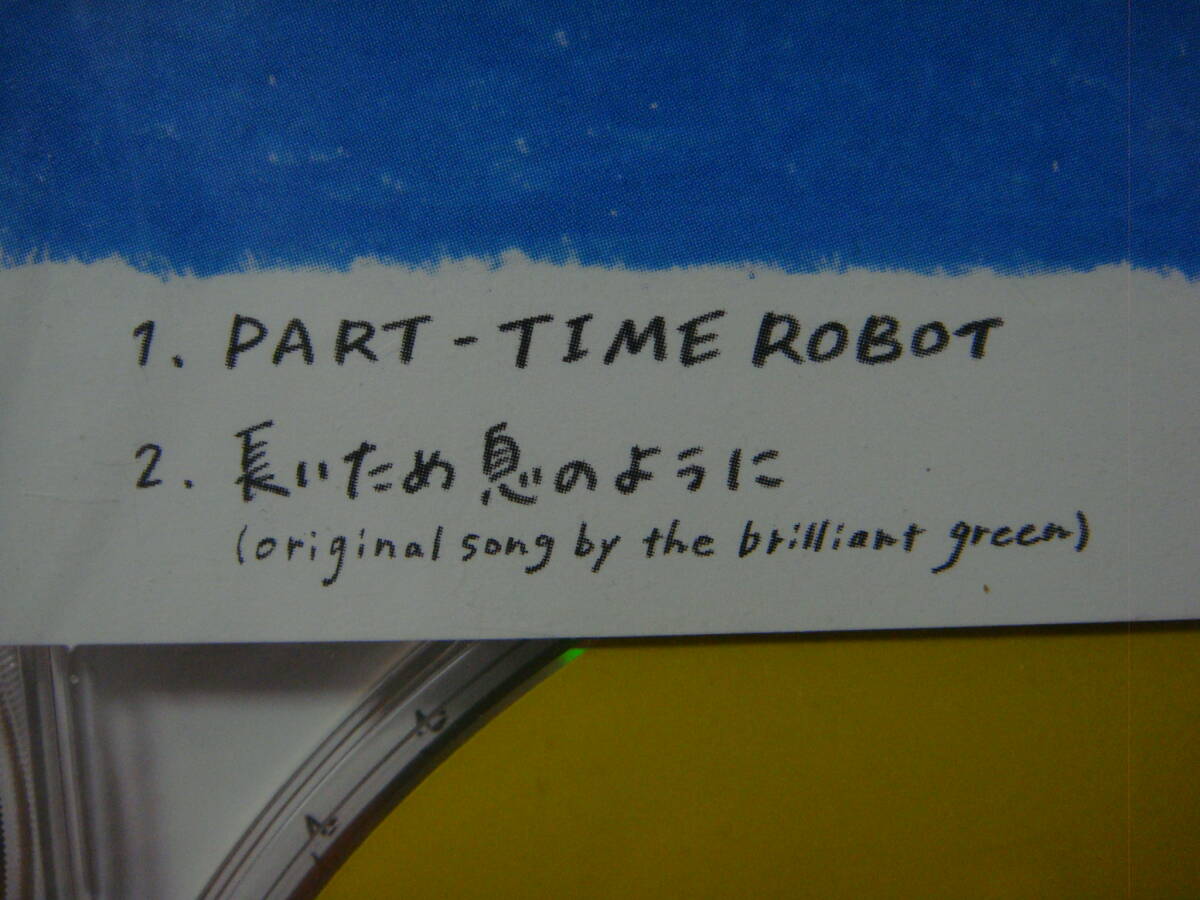 1. PART-TIME ROBOT
2. 長いため息のように
(original song by the brilliant green)